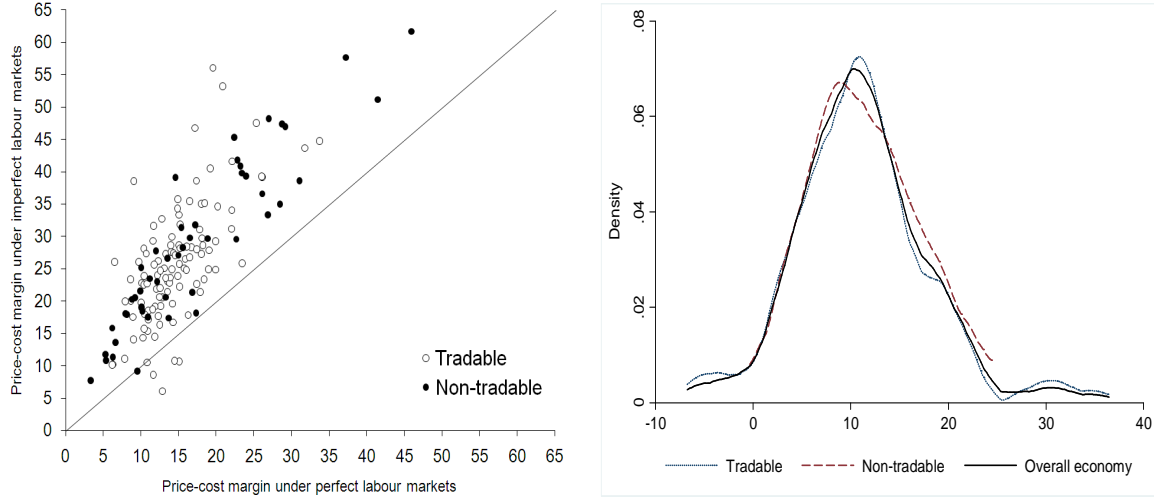 Price-cost margin under imperfect labour markets
65
60
55
50
45
40
35
30
25
20
15
10
5
0
Tradable
Non-tradable
0 5 10 15 20 25 30 35 40 45 50 55 60 65
Price-cost margin under perfect labour markets
Density
.08
.06
.04
.02
0
-10 0 10 20 30 40
Tradable Non-tradable Overall economy